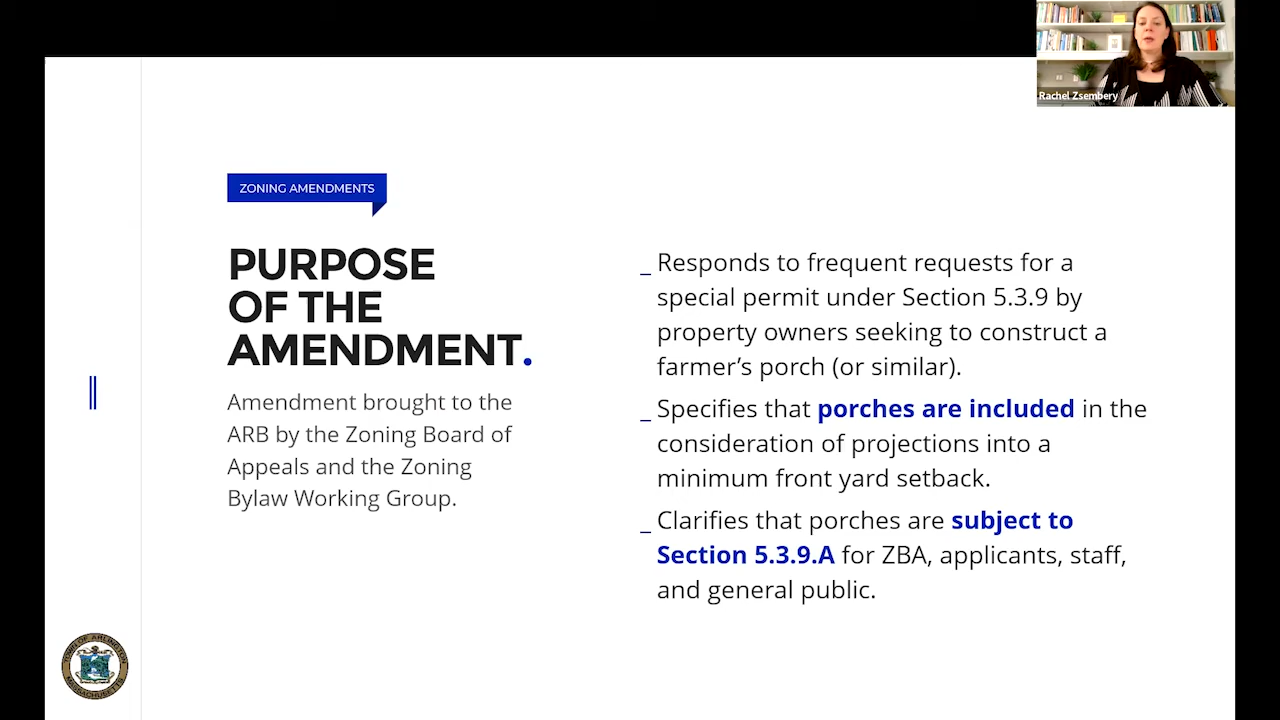 Rachel Zsembery
ZONING AMENDMENTS
PURPOSE
OF THE
AMENDMENT.
Amendment brought to the
ARB by the Zoning Board of
Appeals and the Zoning
Bylaw Working Group.
_ Responds to frequent requests for a
special permit under Section 5.3.9 by
property owners seeking to construct a
farmer’s porch (or similar).
_ Specifies that porches are included in the
consideration of projections into a
minimum front yard setback.
_ Clarifies that porches are subject to
Section 5.3.9.A for ZBA, applicants, staff,
and general public.
TOWN OF ARLINGTON
MASSACHUSETTS